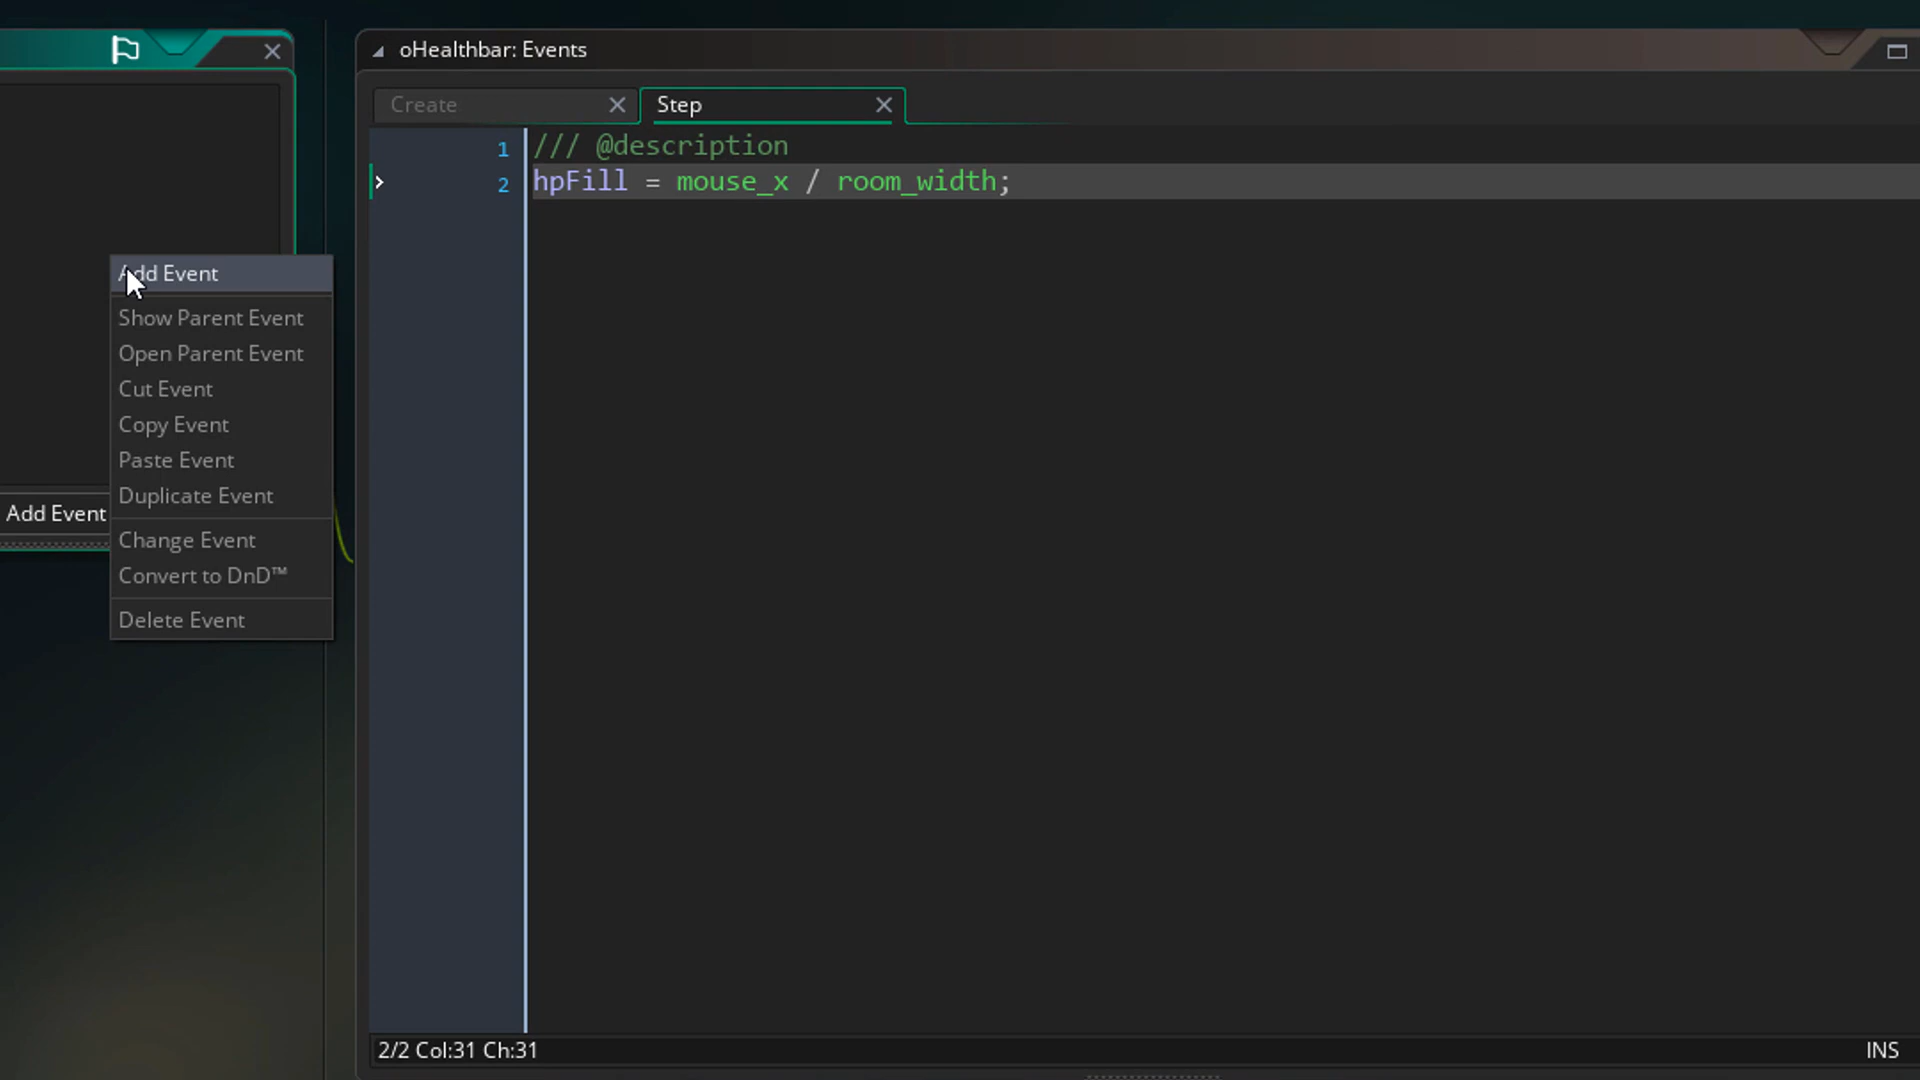 oHealthbar: Events
Create
Step
1 /// @description
2 hpFill = mouse_x / room_width;
Add Event
Show Parent Event
Open Parent Event
Cut Event
Copy Event
Paste Event
Duplicate Event
Add Event
Change Event
Convert to DnD™
Delete Event
2/2 Col:31 Ch:31
INS